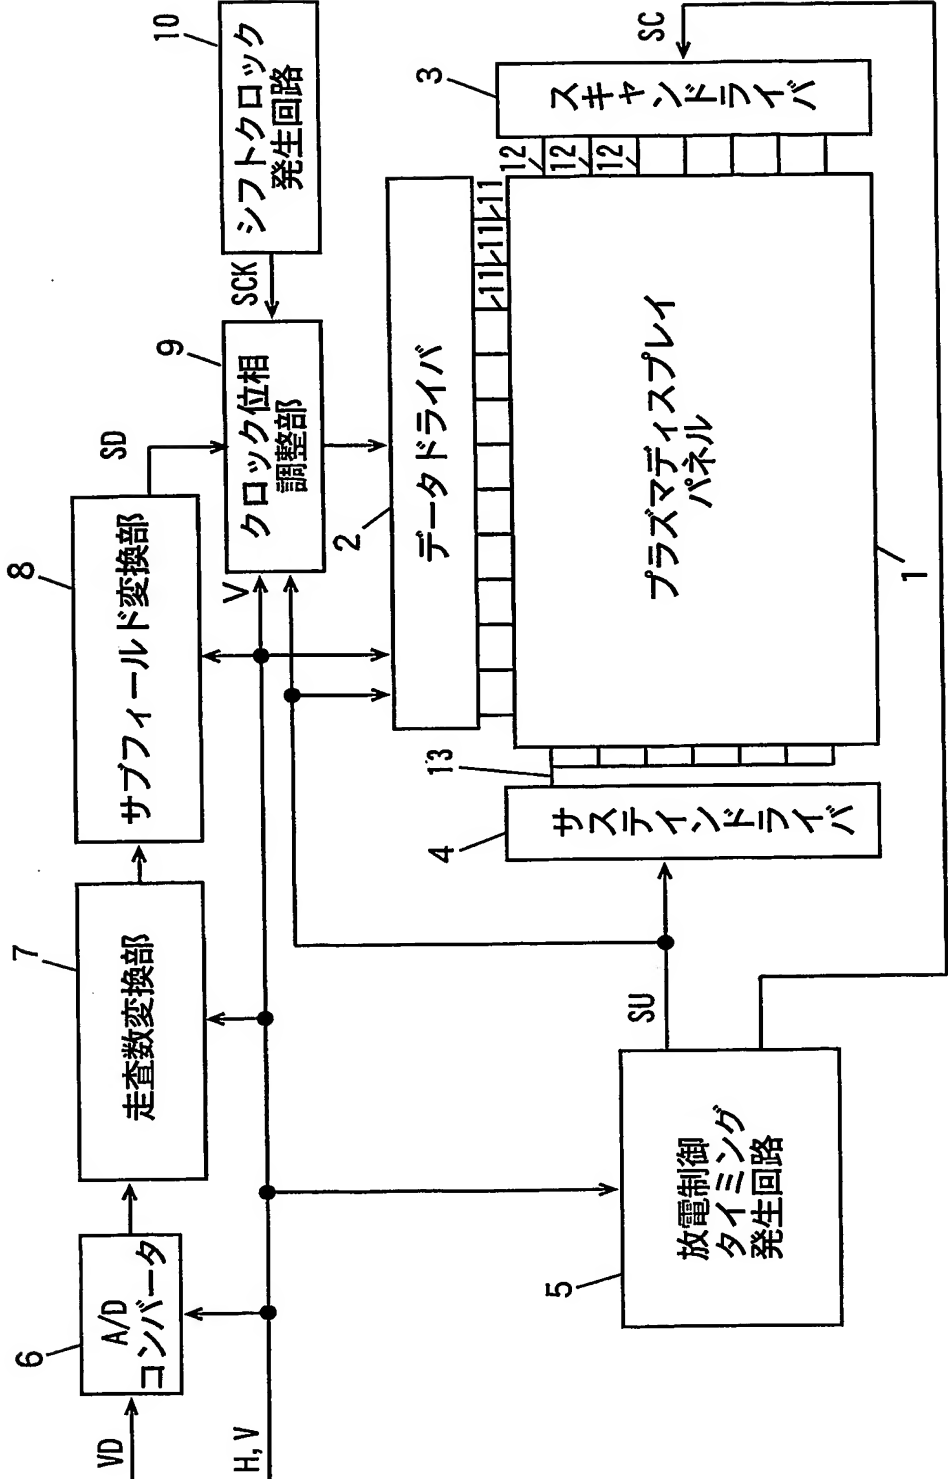 VD
6
A/D
コンバータ
7
走査数変換部
8
サブフィールド変換部
SD
9
クロック位相
調整部
SCK
10
シフトクロック
発生回路
H, V
V
2
データドライバ
11
11
11
12
12
12
3
スキャンドライバ
SC
13
4
サステインドライバ
プラズマディスプレイ
パネル
1
SU
5
放電制御
タイミング
発生回路